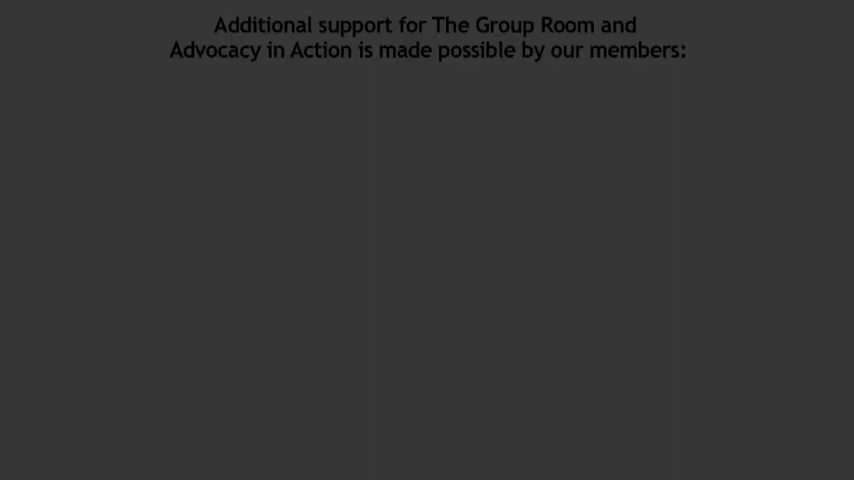 Additional support for The Group Room and
Advocacy in Action is made possible by our members: